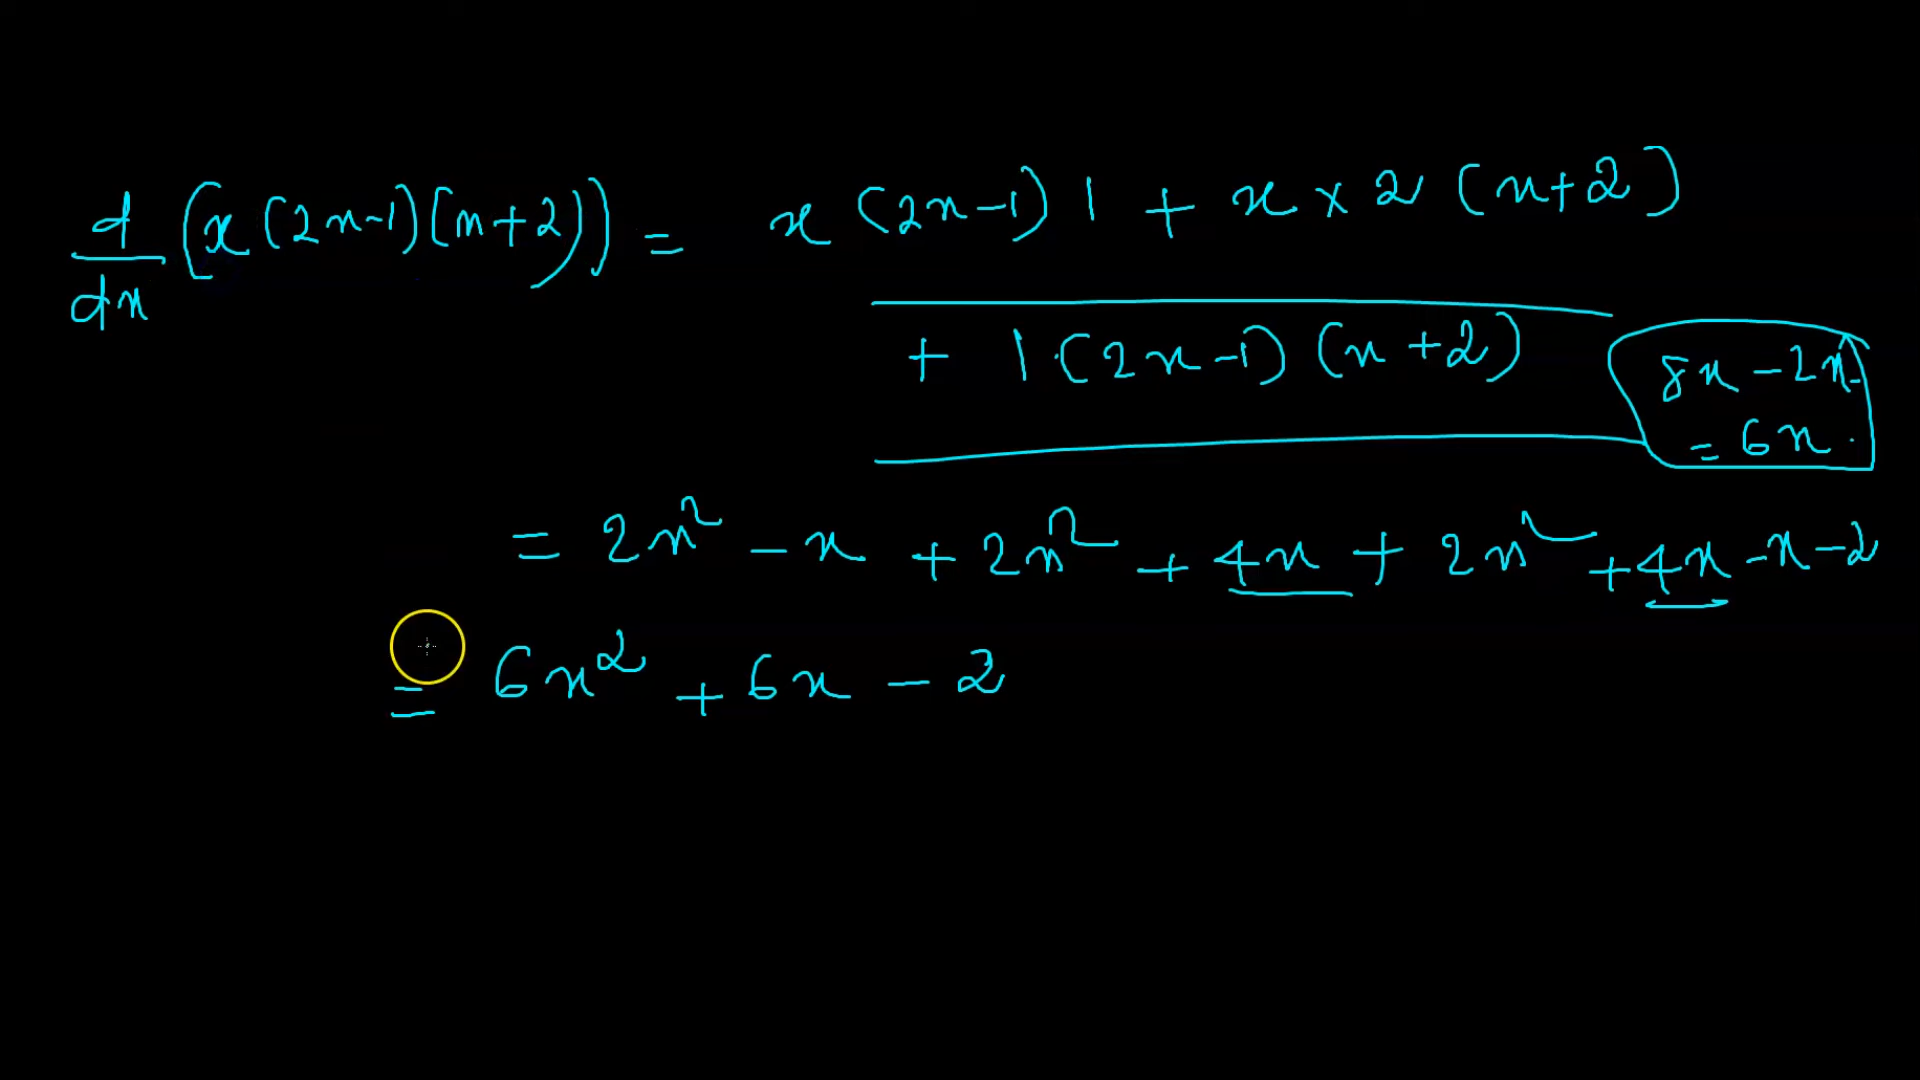 d/dx (x(2x-1)(x+2)) = x (2x-1) 1 + x × 2 (x+2)
+ 1·(2x-1) (x+2)
8x - 2x
= 6x.
= 2x² - x + 2x² + 4x + 2x² + 4x - x - 2
= 6x² + 6x - 2